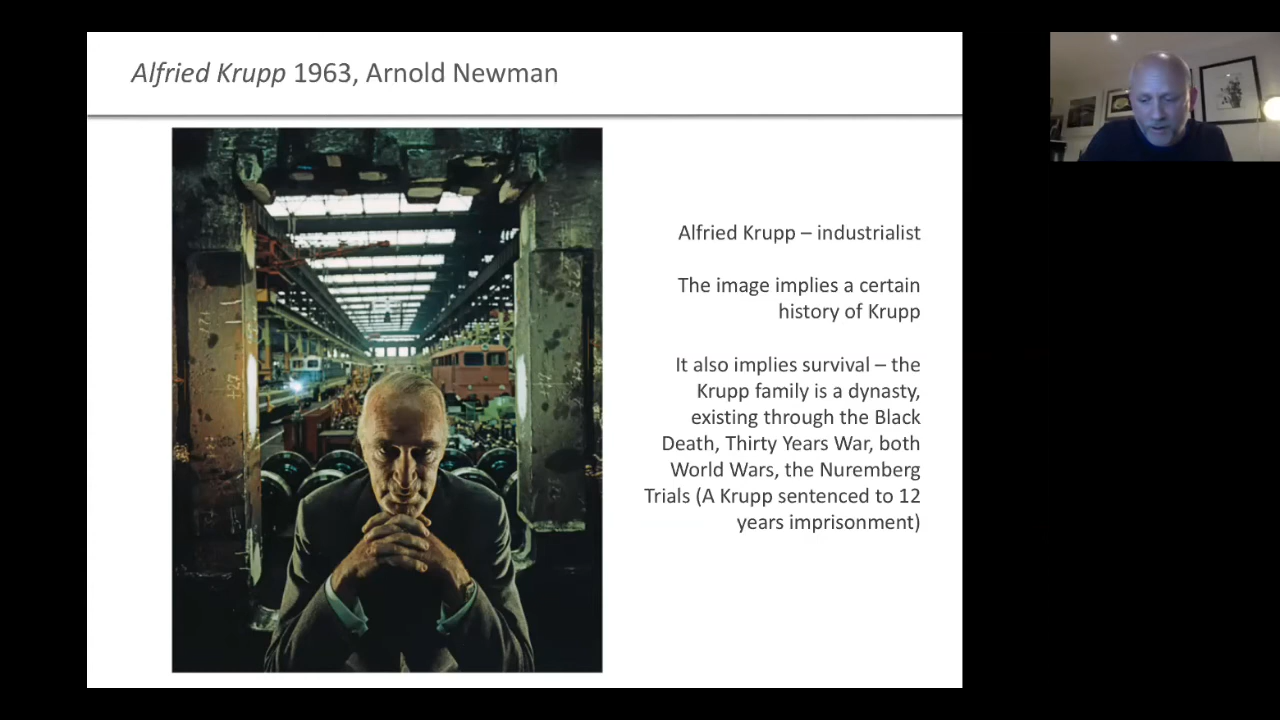 Alfried Krupp 1963, Arnold Newman
Alfried Krupp – industrialist
The image implies a certain
history of Krupp
It also implies survival – the
Krupp family is a dynasty,
existing through the Black
Death, Thirty Years War, both
World Wars, the Nuremberg
Trials (A Krupp sentenced to 12
years imprisonment)